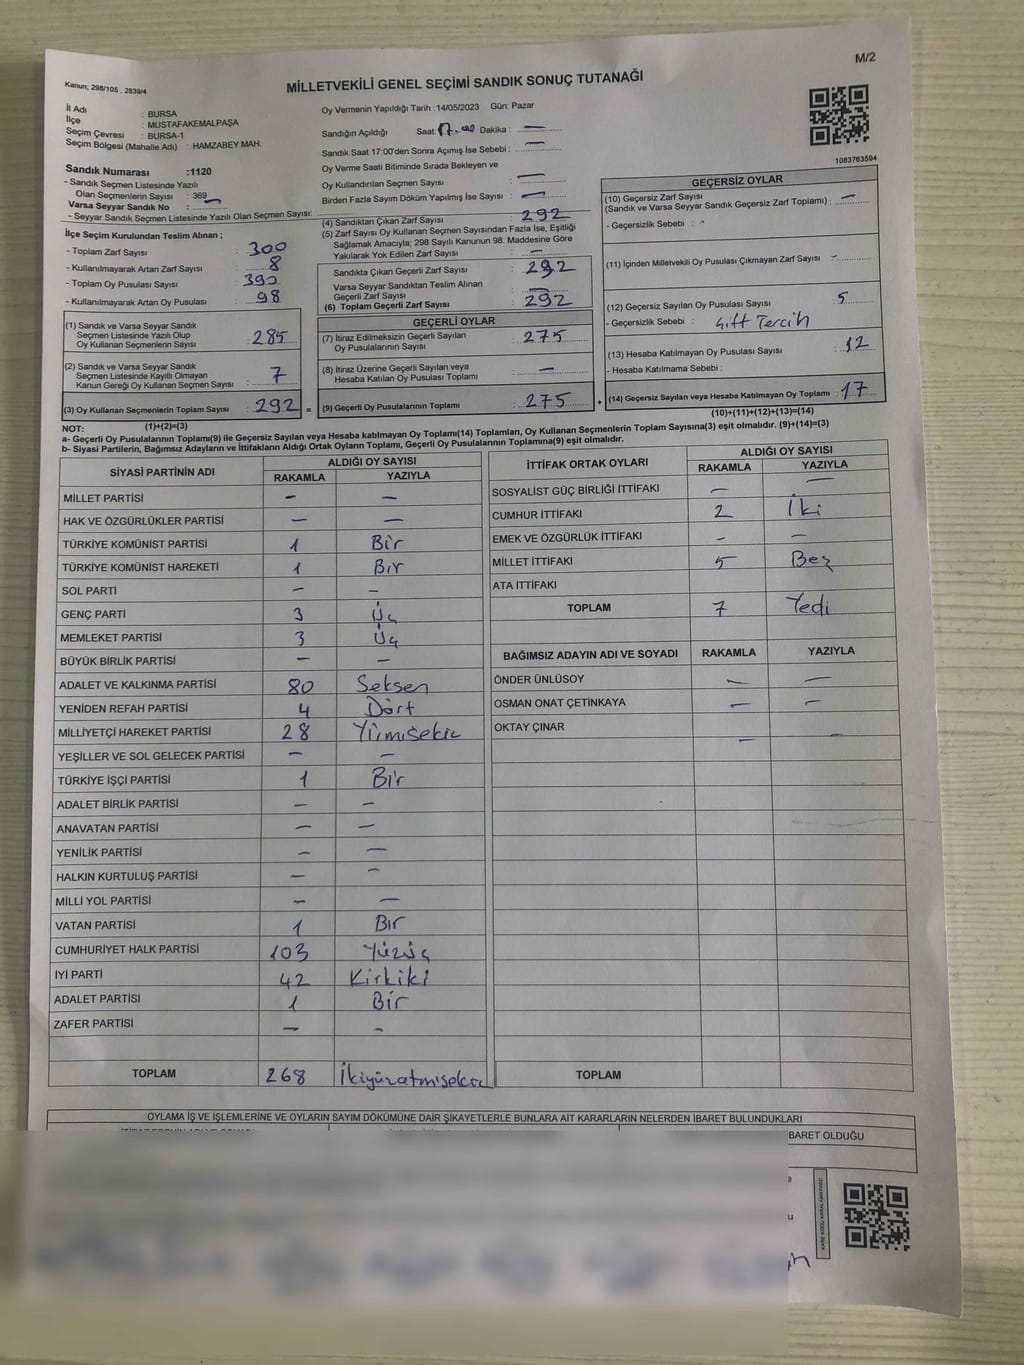 M/2
Kanun; 298/105 , 2839/4
MİLLETVEKİLİ GENEL SEÇİMİ SANDIK SONUÇ TUTANAĞI
İl Adı : BURSA
İlçe : MUSTAFAKEMALPAŞA
Seçim Çevresi : BURSA-1
Seçim Bölgesi (Mahalle Adı) : HAMZABEY MAH.
Sandık Numarası :1120
- Sandık Seçmen Listesinde Yazılı
Olan Seçmenlerin Sayısı : 369
Varsa Seyyar Sandık No :
- Seyyar Sandık Seçmen Listesinde Yazılı Olan Seçmen Sayısı:
İlçe Seçim Kurulundan Teslim Alınan ;
- Toplam Zarf Sayısı : 300
- Kullanılmayarak Artan Zarf Sayısı : 8
- Toplam Oy Pusulası Sayısı : 390
- Kullanılmayarak Artan Oy Pusulası : 98
(1) Sandık ve Varsa Seyyar Sandık
Seçmen Listesinde Yazılı Olup
Oy Kullanan Seçmenlerin Sayısı : 285
(2) Sandık ve Varsa Seyyar Sandık
Seçmen Listesinde Kayıtlı Olmayan
Kanun Gereği Oy Kullanan Seçmen Sayısı : 7
(3) Oy Kullanan Seçmenlerin Toplam Sayısı : 292 =
Oy Vermenin Yapıldığı Tarih : 14/05/2023 Gün: Pazar
Sandığın Açıldığı Saat: 17.00 Dakika : —
Sandık Saat 17:00'den Sonra Açımış İse Sebebi : —
Oy Verme Saati Bitiminde Sırada Bekleyen ve
Oy Kullandırılan Seçmen Sayısı : —
Birden Fazla Sayım Döküm Yapılmış İse Sayısı : —
(4) Sandıktan Çıkan Zarf Sayısı : 292
(5) Zarf Sayısı Oy Kullanan Seçmen Sayısından Fazla İse, Eşitliği
Sağlamak Amacıyla; 298 Sayılı Kanunun 98. Maddesine Göre
Yakılarak Yok Edilen Zarf Sayısı : —
Sandıkta Çıkan Geçerli Zarf Sayısı : 292
Varsa Seyyar Sandıktan Teslim Alınan
Geçerli Zarf Sayısı : —
(6) Toplam Geçerli Zarf Sayısı : 292
GEÇERLİ OYLAR
(7) İtiraz Edilmeksizin Geçerli Sayılan
Oy Pusulalarının Sayısı : 275
(8) İtiraz Üzerine Geçerli Sayılan veya
Hesaba Katılan Oy Pusulası Toplamı : —
(9) Geçerli Oy Pusulalarının Toplamı : 275 +
1083763594
GEÇERSİZ OYLAR
(10) Geçersiz Zarf Sayısı
(Sandık ve Varsa Seyyar Sandık Geçersiz Zarf Toplamı) : —
- Geçersizlik Sebebi :
(11) İçinden Milletvekili Oy Pusulası Çıkmayan Zarf Sayısı : -
(12) Geçersiz Sayılan Oy Pusulası Sayısı : 5
- Geçersizlik Sebebi : Çift Tercih
(13) Hesaba Katılmayan Oy Pusulası Sayısı : 12
- Hesaba Katılmama Sebebi :
(14) Geçersiz Sayılan veya Hesaba Katılmayan Oy Toplamı : 17
NOT: (1)+(2)=(3) (10)+(11)+(12)+(13)=(14)
a- Geçerli Oy Pusulalarının Toplamı(9) ile Geçersiz Sayılan veya Hesaba katılmayan Oy Toplamı(14) Toplamları, Oy Kullanan Seçmenlerin Toplam Sayısına(3) eşit olmalıdır. (9)+(14)=(3)
b- Siyasi Partilerin, Bağımsız Adayların ve İttifakların Aldığı Ortak Oyların Toplamı, Geçerli Oy Pusulalarının Toplamına(9) eşit olmalıdır.
SİYASİ PARTİNİN ADI ALDIĞI OY SAYISI
RAKAMLA YAZIYLA
MİLLET PARTİSİ — —
HAK VE ÖZGÜRLÜKLER PARTİSİ — —
TÜRKİYE KOMÜNİST PARTİSİ 1 Bir
TÜRKİYE KOMÜNİST HAREKETİ 1 Bir
SOL PARTİ — —
GENÇ PARTİ 3 Üç
MEMLEKET PARTİSİ 3 Üç
BÜYÜK BİRLİK PARTİSİ — —
ADALET VE KALKINMA PARTİSİ 80 Seksen
YENİDEN REFAH PARTİSİ 4 Dört
MİLLİYETÇİ HAREKET PARTİSİ 28
YEŞİLLER VE SOL GELECEK PARTİSİ — —
TÜRKİYE İŞÇİ PARTİSİ 1 Bir
ADALET BİRLİK PARTİSİ — —
ANAVATAN PARTİSİ — —
YENİLİK PARTİSİ — —
HALKIN KURTULUŞ PARTİSİ — —
MİLLİ YOL PARTİSİ — —
VATAN PARTİSİ 1 Bir
CUMHURİYET HALK PARTİSİ 103 Yüzüç
İYİ PARTİ 42 Kirkiki
ADALET PARTİSİ 1 Bir
ZAFER PARTİSİ — -
TOPLAM 268
İTTİFAK ORTAK OYLARI ALDIĞI OY SAYISI
RAKAMLA YAZIYLA
SOSYALİST GÜÇ BİRLİĞİ İTTİFAKI — —
CUMHUR İTTİFAKI 2 İki
EMEK VE ÖZGÜRLÜK İTTİFAKI - —
MİLLET İTTİFAKI 5 Beş
ATA İTTİFAKI
TOPLAM 7 Yedi
BAĞIMSIZ ADAYIN ADI VE SOYADI RAKAMLA YAZIYLA
ÖNDER ÜNLÜSOY — —
OSMAN ONAT ÇETİNKAYA — —
OKTAY ÇINAR — —
TOPLAM
OYLAMA İŞ VE İŞLEMLERİNE VE OYLARIN SAYIM DÖKÜMÜNE DAİR ŞİKAYETLERLE BUNLARA AİT KARARLARIN NELERDEN İBARET BULUNDUKLARI
BARET OLDUĞU